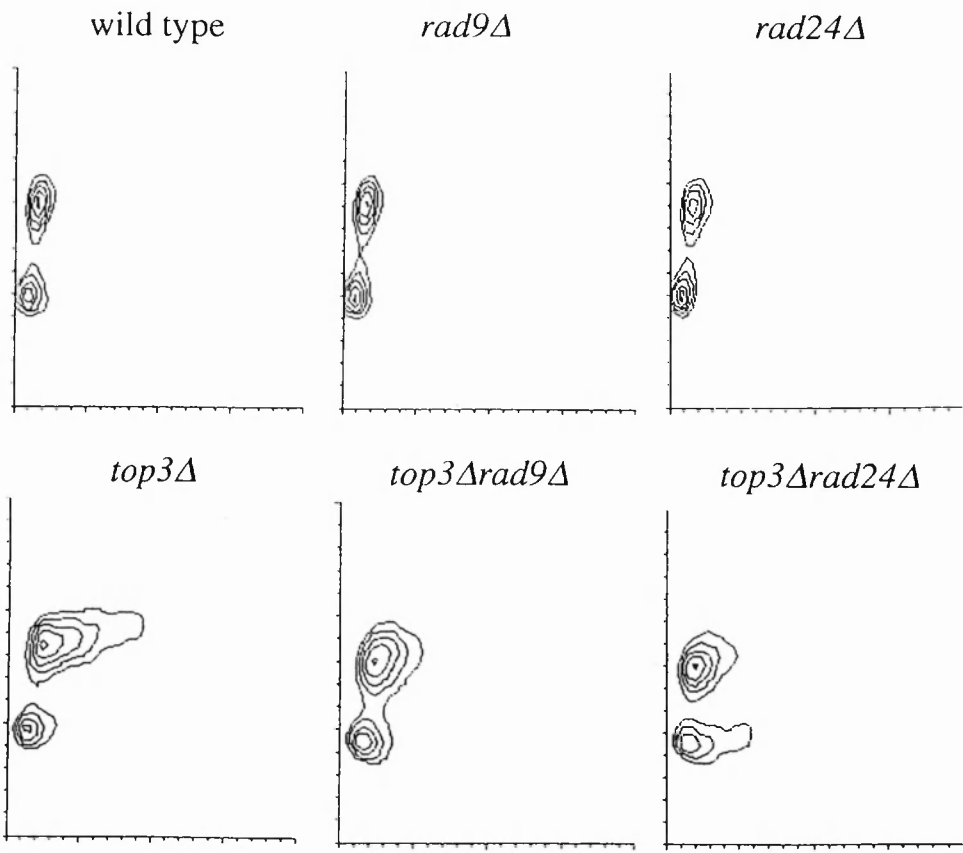 wild type
rad9Δ
rad24Δ
top3Δ
top3Δrad9Δ
top3Δrad24Δ